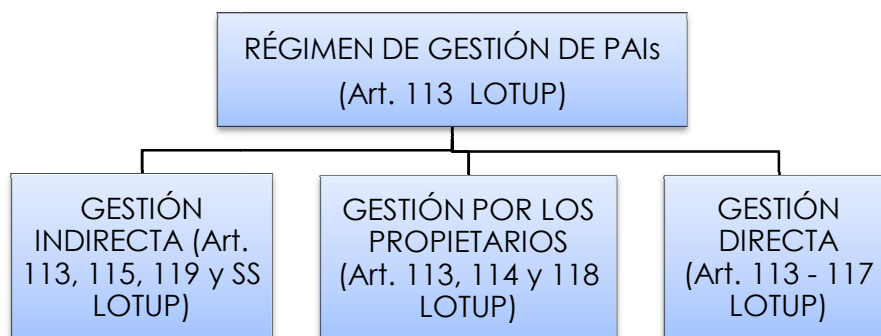 RÉGIMEN DE GESTIÓN DE PAIs
(Art. 113 LOTUP)
GESTIÓN
INDIRECTA (Art.
113, 115, 119 y SS
LOTUP)
GESTIÓN POR LOS
PROPIETARIOS
(Art. 113, 114 y 118
LOTUP)
GESTIÓN
DIRECTA
(Art. 113 - 117
LOTUP)